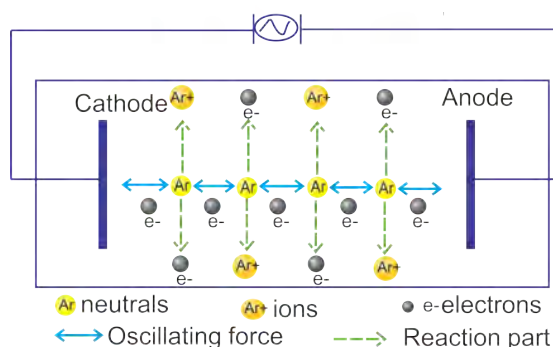 Cathode Ar+ e- Ar+ e- Anode
Ar Ar Ar Ar
e- e- e- e- e-
e- Ar+ e- Ar+
Ar neutrals Ar+ ions e-electrons
Oscillating force Reaction part